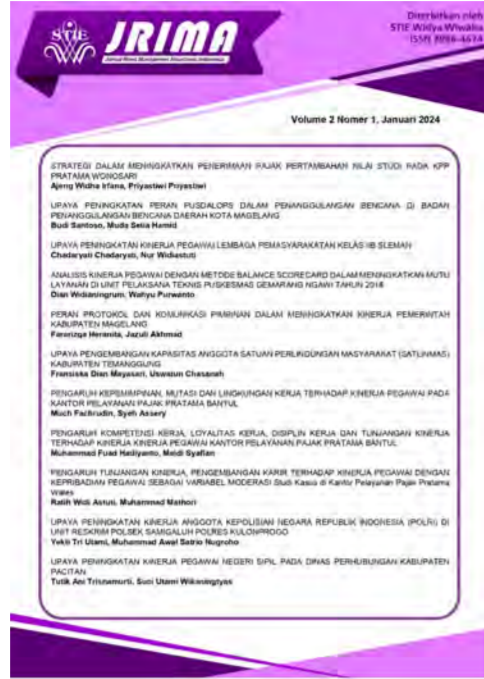 Diterbitkan oleh
STIE Widya Wiwaha
STIE
JRIMA
Volume 2 Nomer 1, Januari 2024
STRATEGI DALAM MENINGKATKAN PENERIMAAN PAJAK PERTAMBAHAN NILAI STUDI PADA KPP
PRATAMA WONOSARI
Ajeng Widha Irfana, Priyastiwi Priyastiwi
UPAYA PENINGKATAN PERAN PUSDALOPS DALAM PENANGGULANGAN BENCANA DI BADAN
PENANGGULANGAN BENCANA DAERAH KOTA MAGELANG
Budi Santoso, Muda Setia Hamid
UPAYA PENINGKATAN KINERJA PEGAWAI LEMBAGA PEMASYARAKATAN KELAS IIB SLEMAN
Chadaryati Chadaryati, Nur Widiastuti
ANALISIS KINERJA PEGAWAI DENGAN METODE BALANCE SCORECARD DALAM MENINGKATKAN MUTU
LAYANAN DI UNIT PELAKSANA TEKNIS PUSKESMAS GEMARANG NGAWI TAHUN 2018
Dian Widianingrum, Wahyu Purwanto
PERAN PROTOKOL DAN KOMUNIKASI PIMPINAN DALAM MENINGKATKAN KINERJA PEMERINTAH
KABUPATEN MAGELANG
Heranita, Jazuli Akhmad
UPAYA PENGEMBANGAN KAPASITAS ANGGOTA SATUAN PERLINDUNGAN MASYARAKAT (SATLINMAS)
KABUPATEN TEMANGGUNG
Fransiska Dian Mayasari, Uswatun Chasanah
PENGARUH KEPEMIMPINAN, MUTASI DAN LINGKUNGAN KERJA TERHADAP KINERJA PEGAWAI PADA
KANTOR PELAYANAN PAJAK PRATAMA BANTUL
Much Fachrudin, Syeh Assery
PENGARUH KOMPETENSI KERJA, LOYALITAS KERJA, DISIPLIN KERJA DAN TUNJANGAN KINERJA
TERHADAP KINERJA KINERJA PEGAWAI KANTOR PELAYANAN PAJAK PRATAMA BANTUL
Muhammad Fuad Hadiyanto, Meidi Syaflan
PENGARUH TUNJANGAN KINERJA, PENGEMBANGAN KARIR TERHADAP KINERJA PEGAWAI DENGAN
KEPRIBADIAN PEGAWAI SEBAGAI VARIABEL MODERASI Studi Kasus di Kantor Pelayanan Pajak Pratama
Wates
Ratih Widi Astuti, Muhammad Mathori
UPAYA PENINGKATAN KINERJA ANGGOTA KEPOLISIAN NEGARA REPUBLIK INDONESIA (POLRI) DI
UNIT RESKRIM POLSEK SAMIGALUH POLRES KULONPROGO
Yekti Tri Utami, Muhammad Awal Satrio Nugroho
UPAYA PENINGKATAN KINERJA PEGAWAI NEGERI SIPIL PADA DINAS PERHUBUNGAN KABUPATEN
PACITAN
Tutik Ani Trisnamurti, Suci Utami Wikaningtyas